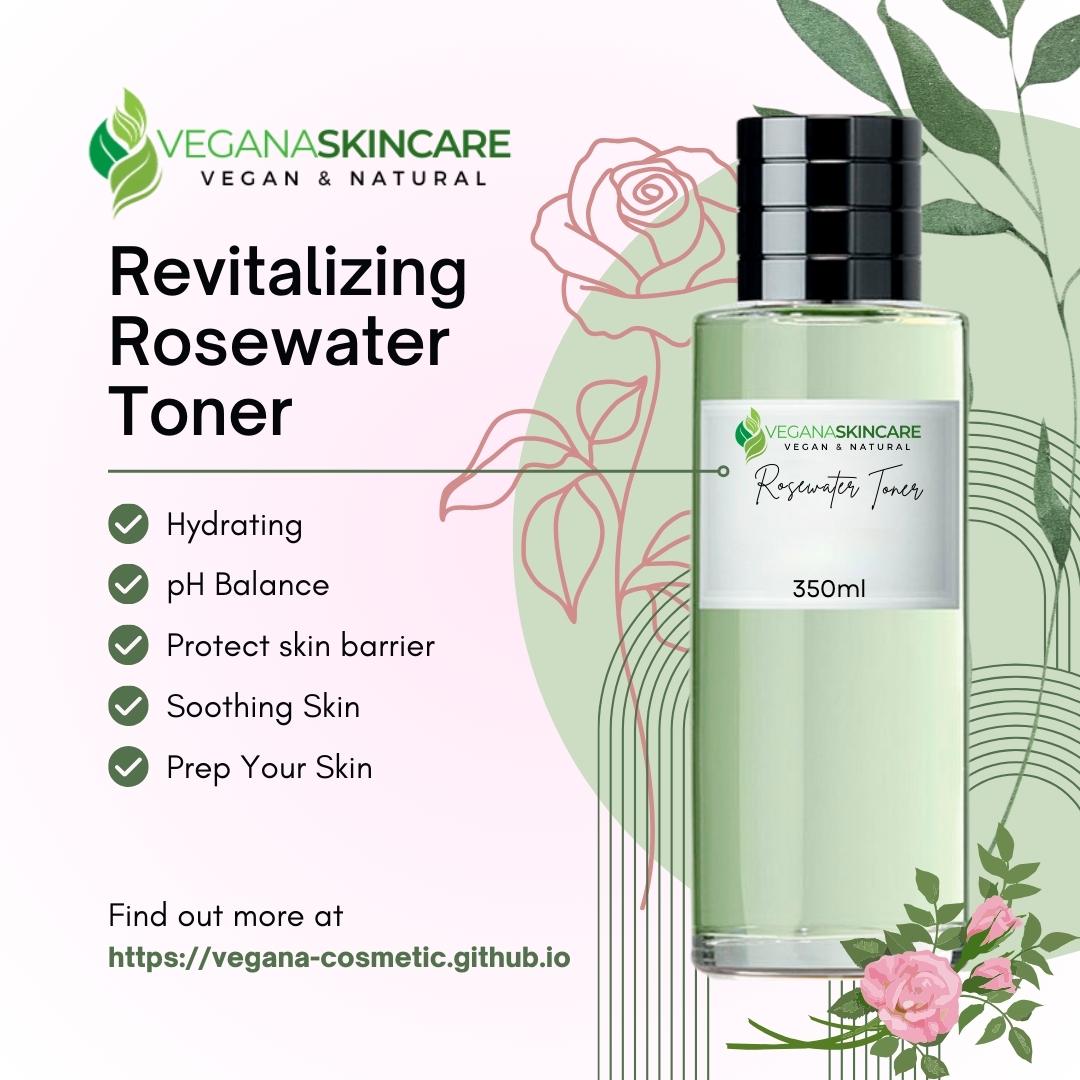 VEGANASKINCARE
VEGAN & NATURAL
Revitalizing
Rosewater
Toner
Hydrating
pH Balance
Protect skin barrier
Soothing Skin
Prep Your Skin
Find out more at
https://vegana-cosmetic.github.io
VEGANASKINCARE
VEGAN & NATURAL
Rosewater Toner
350ml